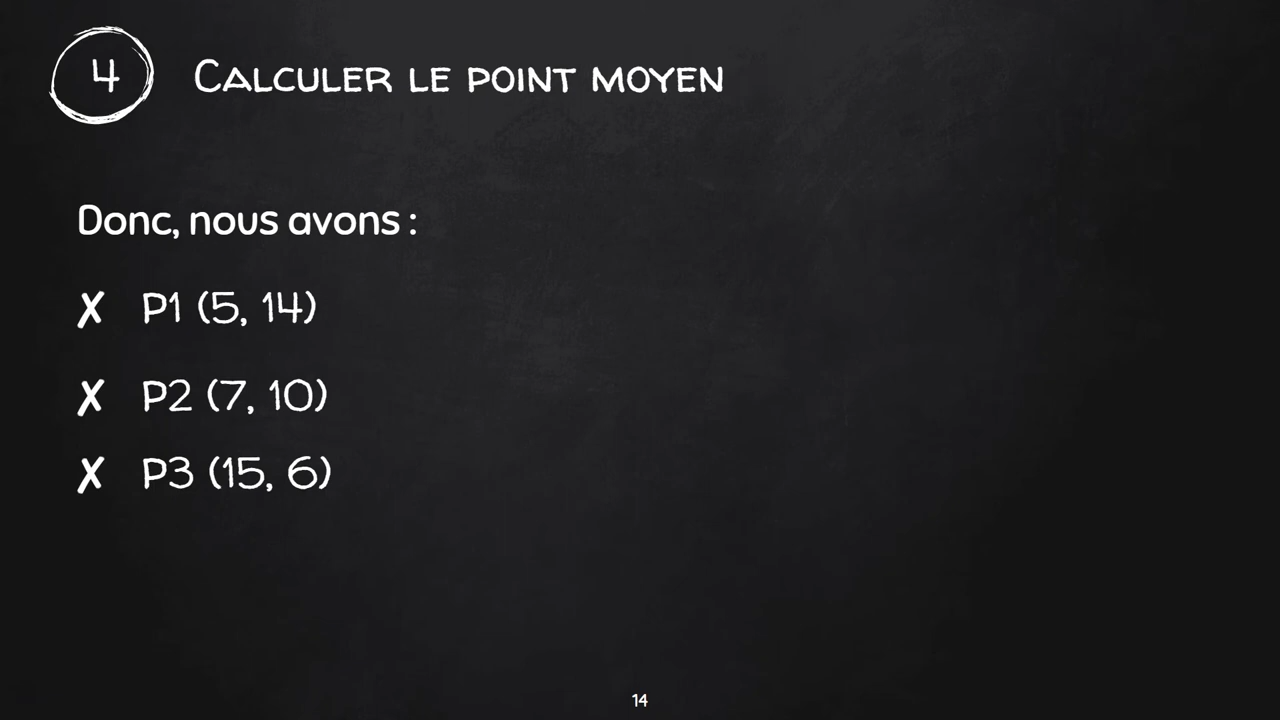 4 Calculer le point moyen
Donc, nous avons :
✗ P1 (5, 14)
✗ P2 (7, 10)
✗ P3 (15, 6)
14